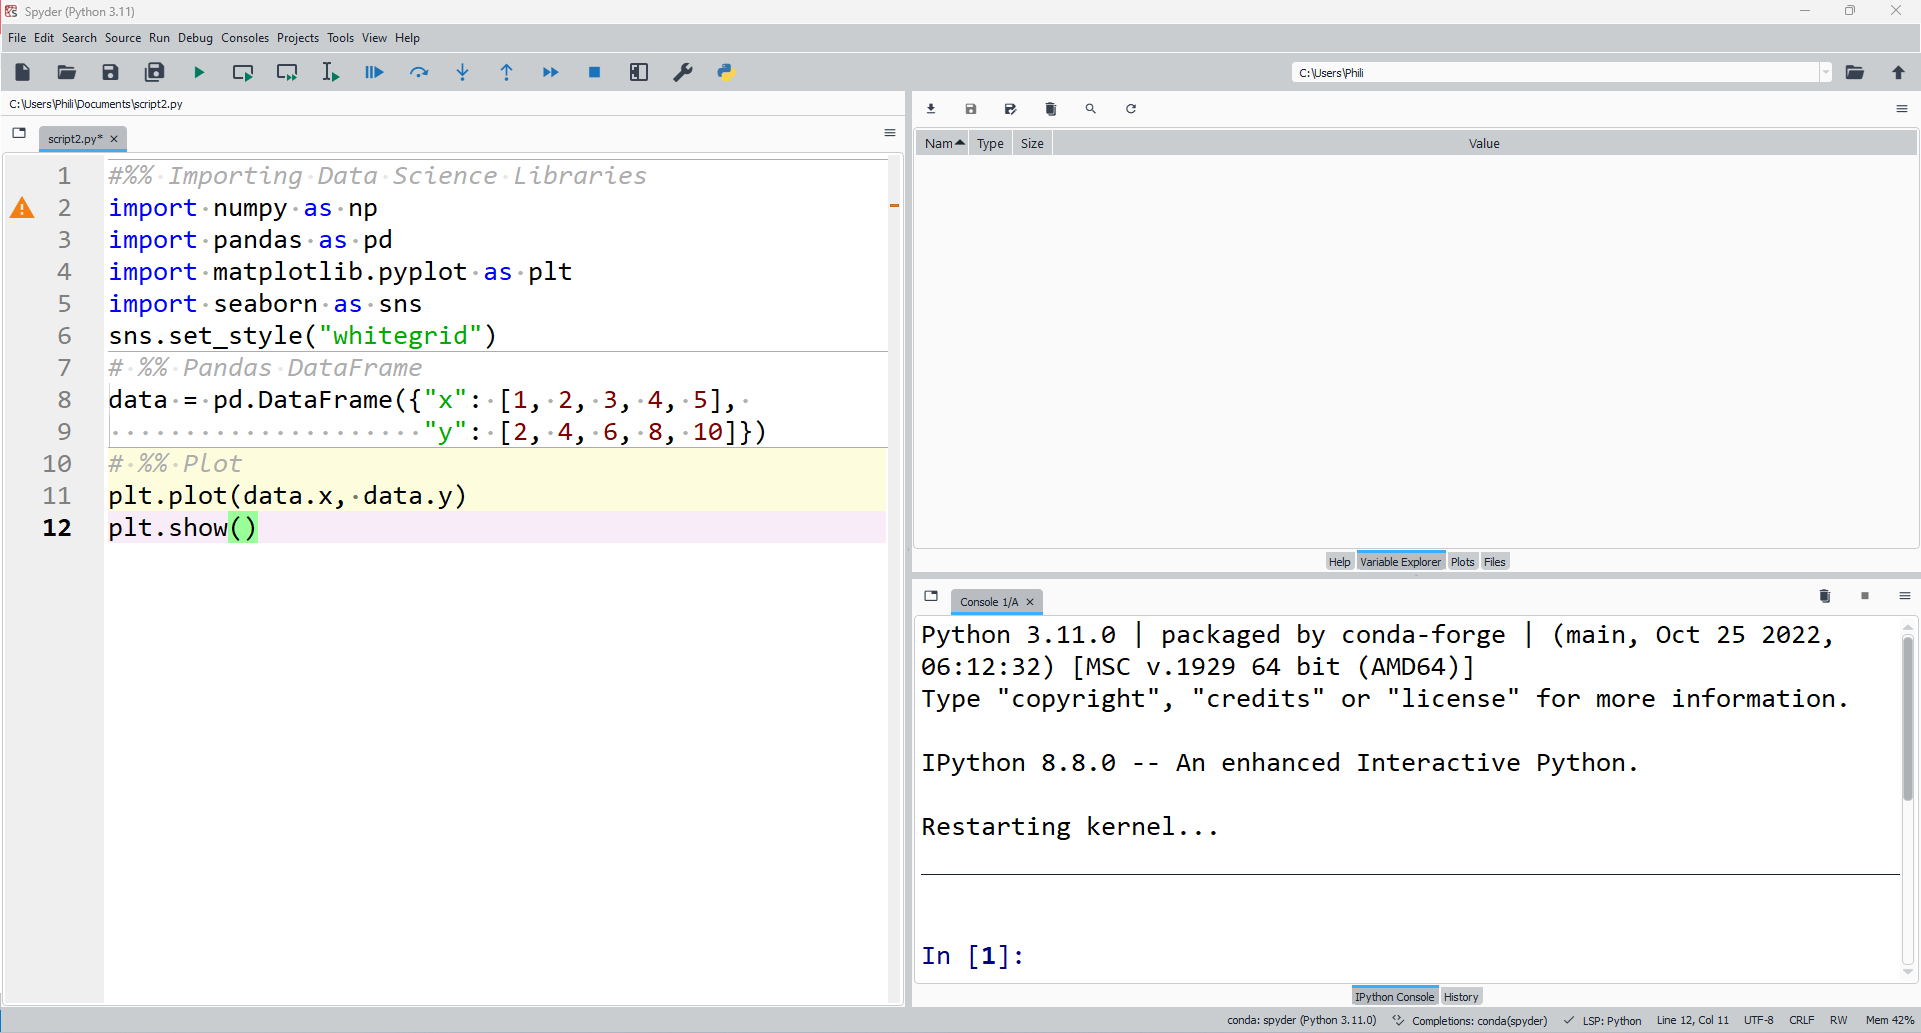 Spyder (Python 3.11)
File Edit Search Source Run Debug Consoles Projects Tools View Help
C:\Users\Phili
C:\Users\Phili\Documents\script2.py
script2.py*
1 #%% Importing Data Science Libraries
2 import numpy as np
3 import pandas as pd
4 import matplotlib.pyplot as plt
5 import seaborn as sns
6 sns.set_style("whitegrid")
7 # %% Pandas DataFrame
8 data = pd.DataFrame({"x": [1, 2, 3, 4, 5],
9 "y": [2, 4, 6, 8, 10]})
10 # %% Plot
11 plt.plot(data.x, data.y)
12 plt.show()
Nam Type Size Value
Help Variable Explorer Plots Files
Console 1/A
Python 3.11.0 | packaged by conda-forge | (main, Oct 25 2022,
06:12:32) [MSC v.1929 64 bit (AMD64)]
Type "copyright", "credits" or "license" for more information.
IPython 8.8.0 -- An enhanced Interactive Python.
Restarting kernel...
In [1]:
IPython Console History
conda: spyder (Python 3.11.0) Completions: conda(spyder) LSP: Python Line 12, Col 11 UTF-8 CRLF RW Mem 42%